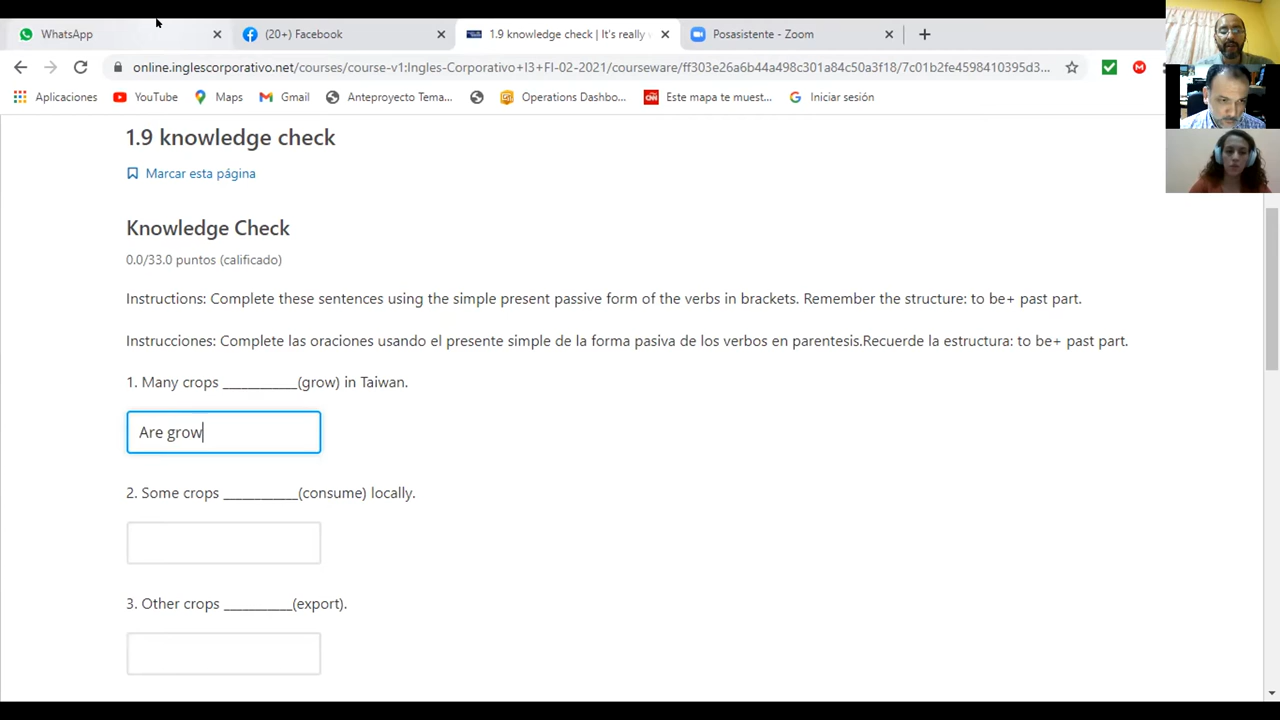 WhatsApp
(20+) Facebook
1.9 knowledge check | It's really
Posasistente - Zoom
online.inglescorporativo.net/courses/course-v1:Ingles-Corporativo+I3+FI-02-2021/courseware/ff303e26a6b44a498c301a84c50a3f18/7c01b2fe4598410395d3...
Aplicaciones
YouTube
Maps
Gmail
Anteproyecto Tema...
Operations Dashbo...
Este mapa te muest...
Iniciar sesión
1.9 knowledge check
Marcar esta página
Knowledge Check
0.0/33.0 puntos (calificado)
Instructions: Complete these sentences using the simple present passive form of the verbs in brackets. Remember the structure: to be+ past part.
Instrucciones: Complete las oraciones usando el presente simple de la forma pasiva de los verbos en parentesis.Recuerde la estructura: to be+ past part.
1. Many crops ___________(grow) in Taiwan.
Are grow
2. Some crops ___________(consume) locally.
3. Other crops __________(export).